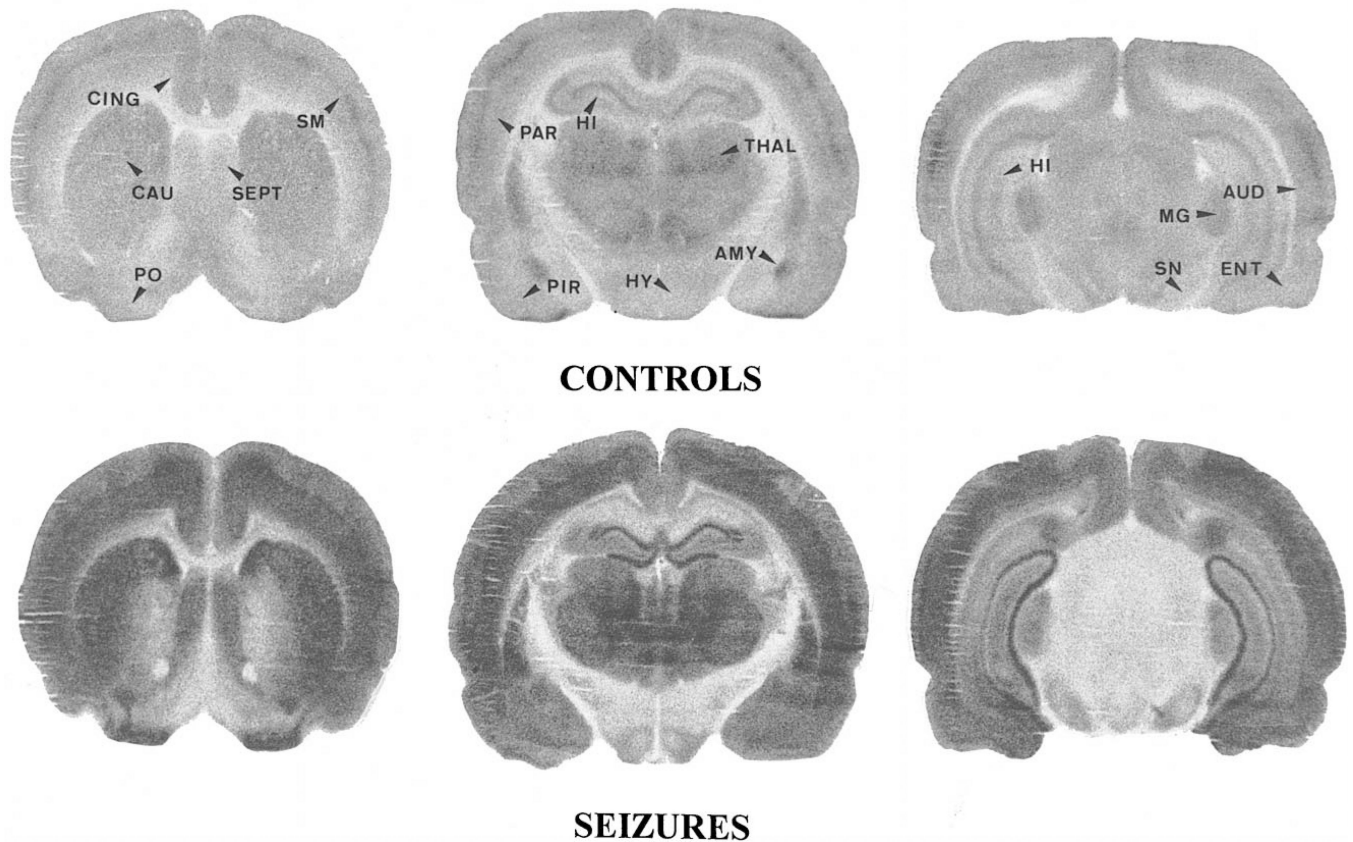 CING
SM
CAU
SEPT
PO
PAR
HI
THAL
PIR
HY
AMY
HI
AUD
MG
SN
ENT
CONTROLS
SEIZURES